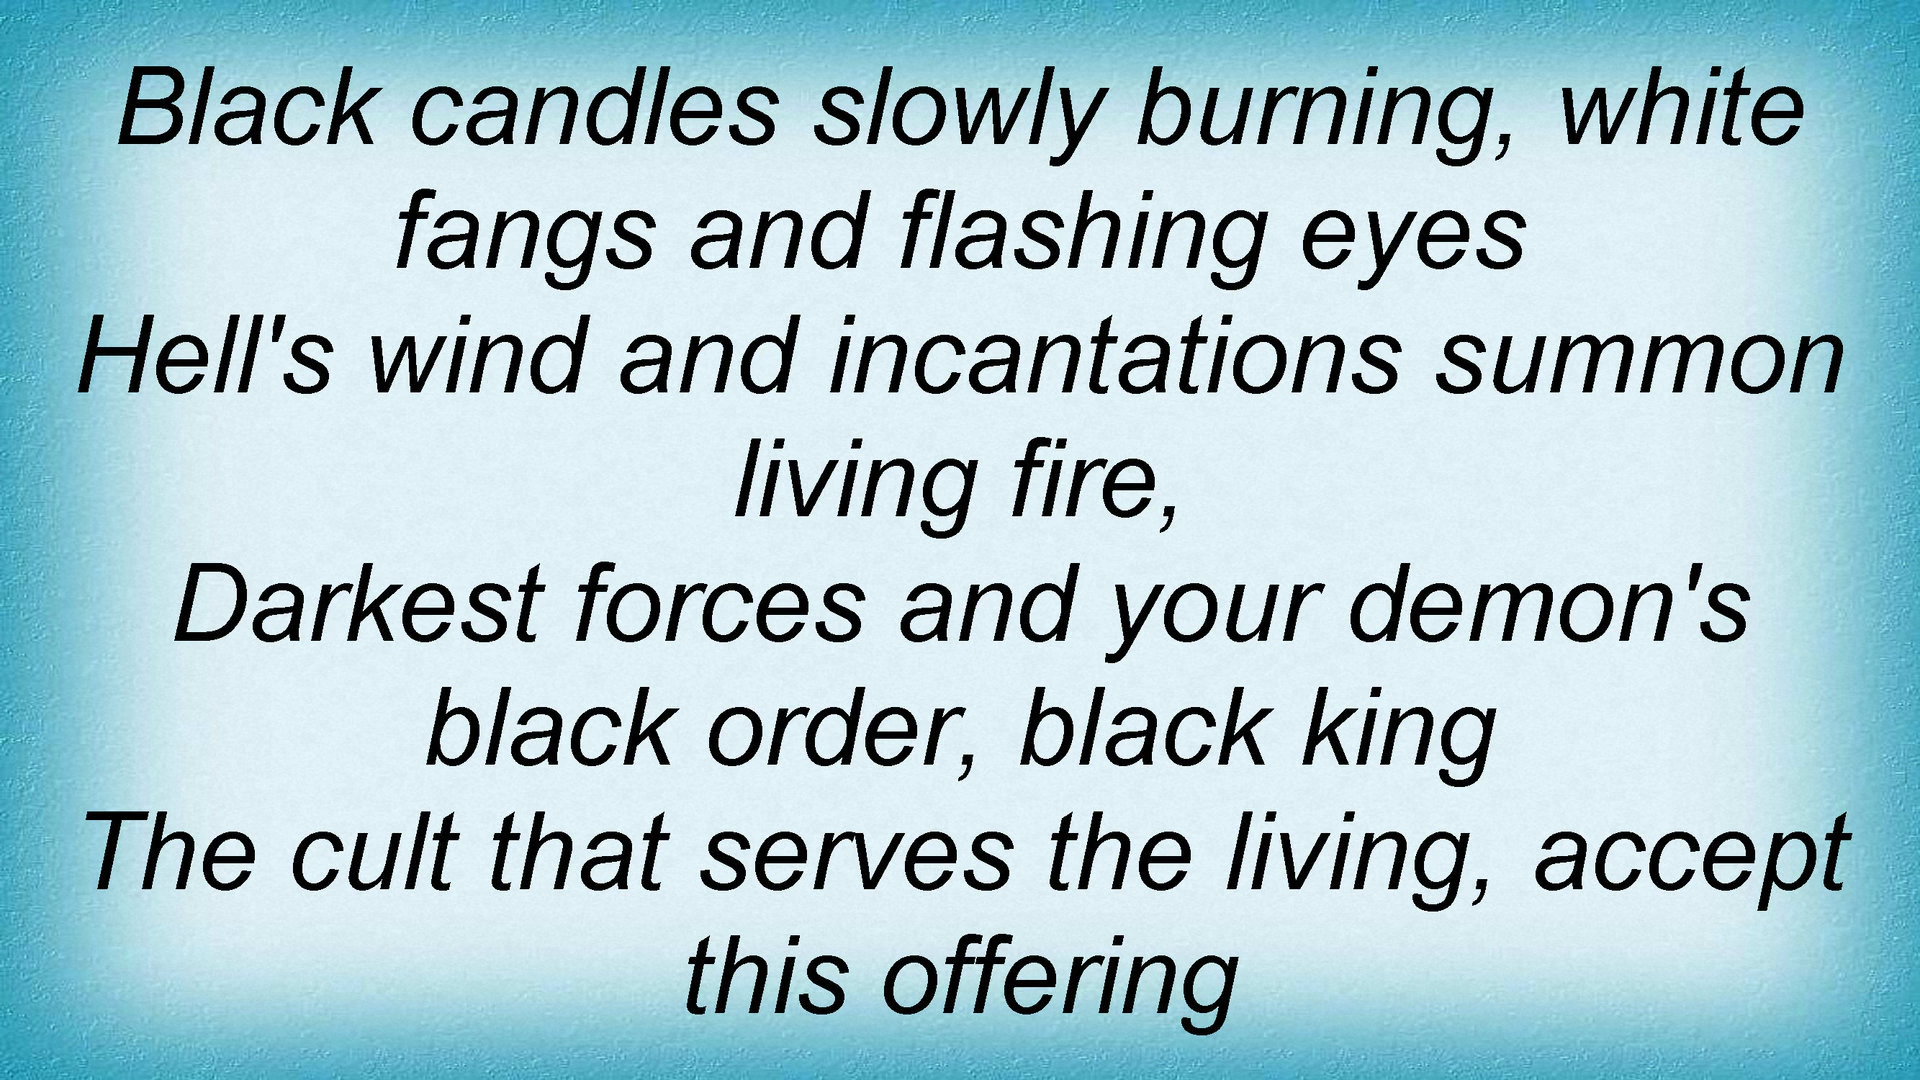 Black candles slowly burning, white
fangs and flashing eyes
Hell's wind and incantations summon
living fire,
Darkest forces and your demon's
black order, black king
The cult that serves the living, accept
this offering